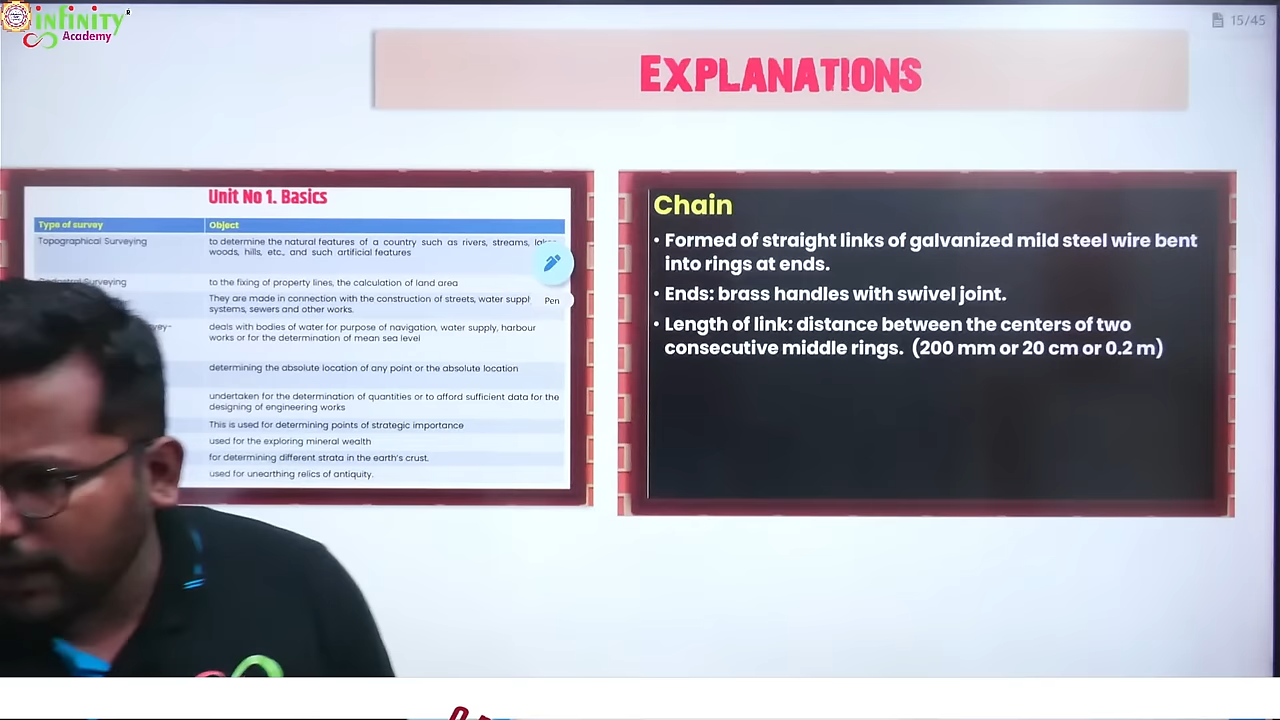 infinity
Academy
15/45
EXPLANATIONS
Unit No 1. Basics
Type of survey Object
Topographical Surveying to determine the natural features of a country such as rivers, streams, lakes,
woods, hills, etc., and such artificial features
Surveying to the fixing of property lines, the calculation of land area
They are made in connection with the construction of streets, water suppl
systems, sewers and other works.
deals with bodies of water for purpose of navigation, water supply, harbour
works or for the determination of mean sea level
determining the absolute location of any point or the absolute location
undertaken for the determination of quantities or to afford sufficient data for the
designing of engineering works
This is used for determining points of strategic importance
used for the exploring mineral wealth
for determining different strata in the earth's crust.
used for unearthing relics of antiquity.
Pen
Chain
• Formed of straight links of galvanized mild steel wire bent
into rings at ends.
• Ends: brass handles with swivel joint.
• Length of link: distance between the centers of two
consecutive middle rings. (200 mm or 20 cm or 0.2 m)